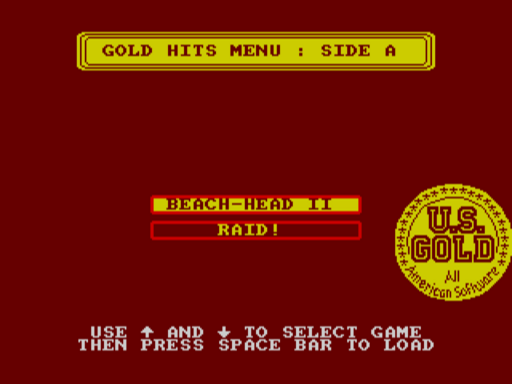 GOLD HITS MENU : SIDE A
BEACH-HEAD II
RAID!
U.S.
GOLD
All
American Software
USE ↑ AND ↓ TO SELECT GAME
THEN PRESS SPACE BAR TO LOAD